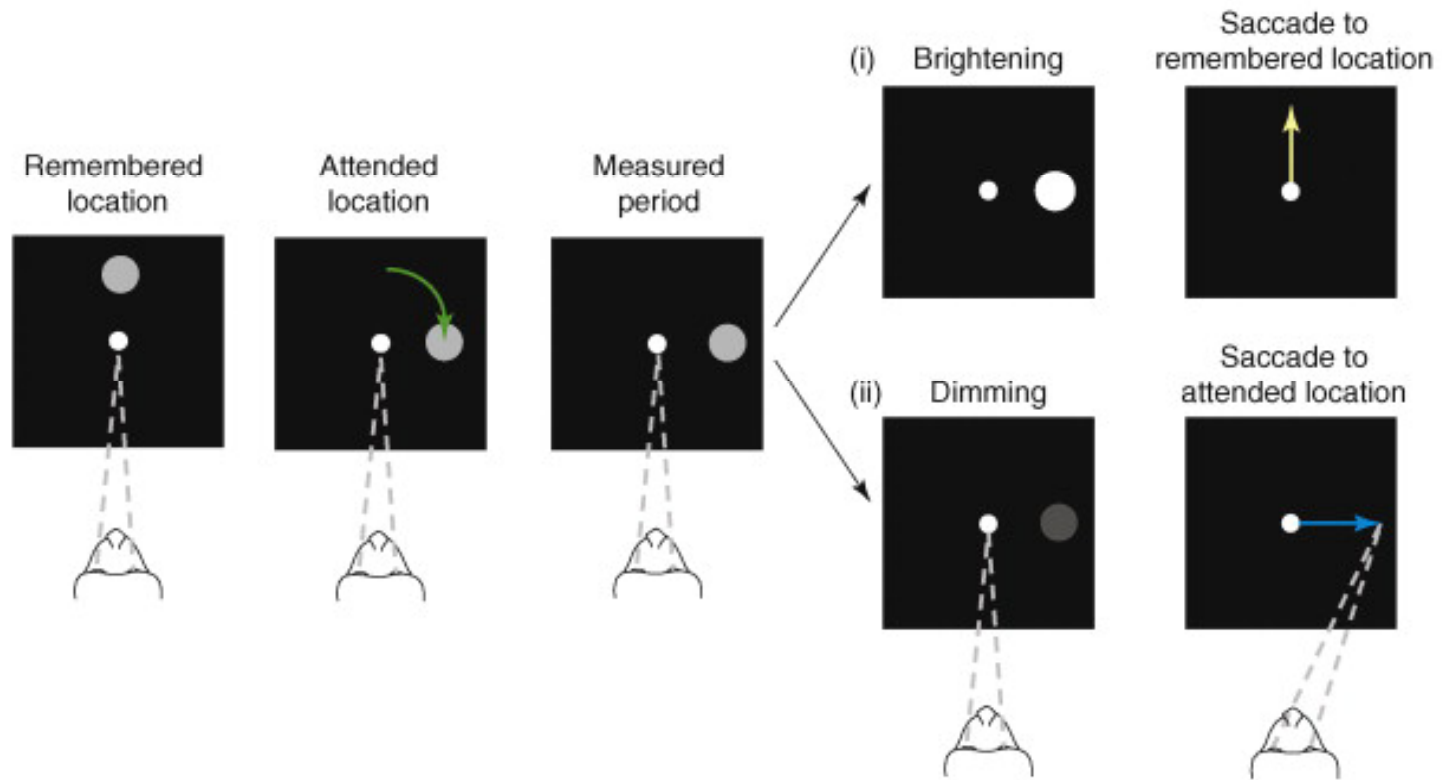 Remembered
location
Attended
location
Measured
period
(i) Brightening
Saccade to
remembered location
(ii) Dimming
Saccade to
attended location